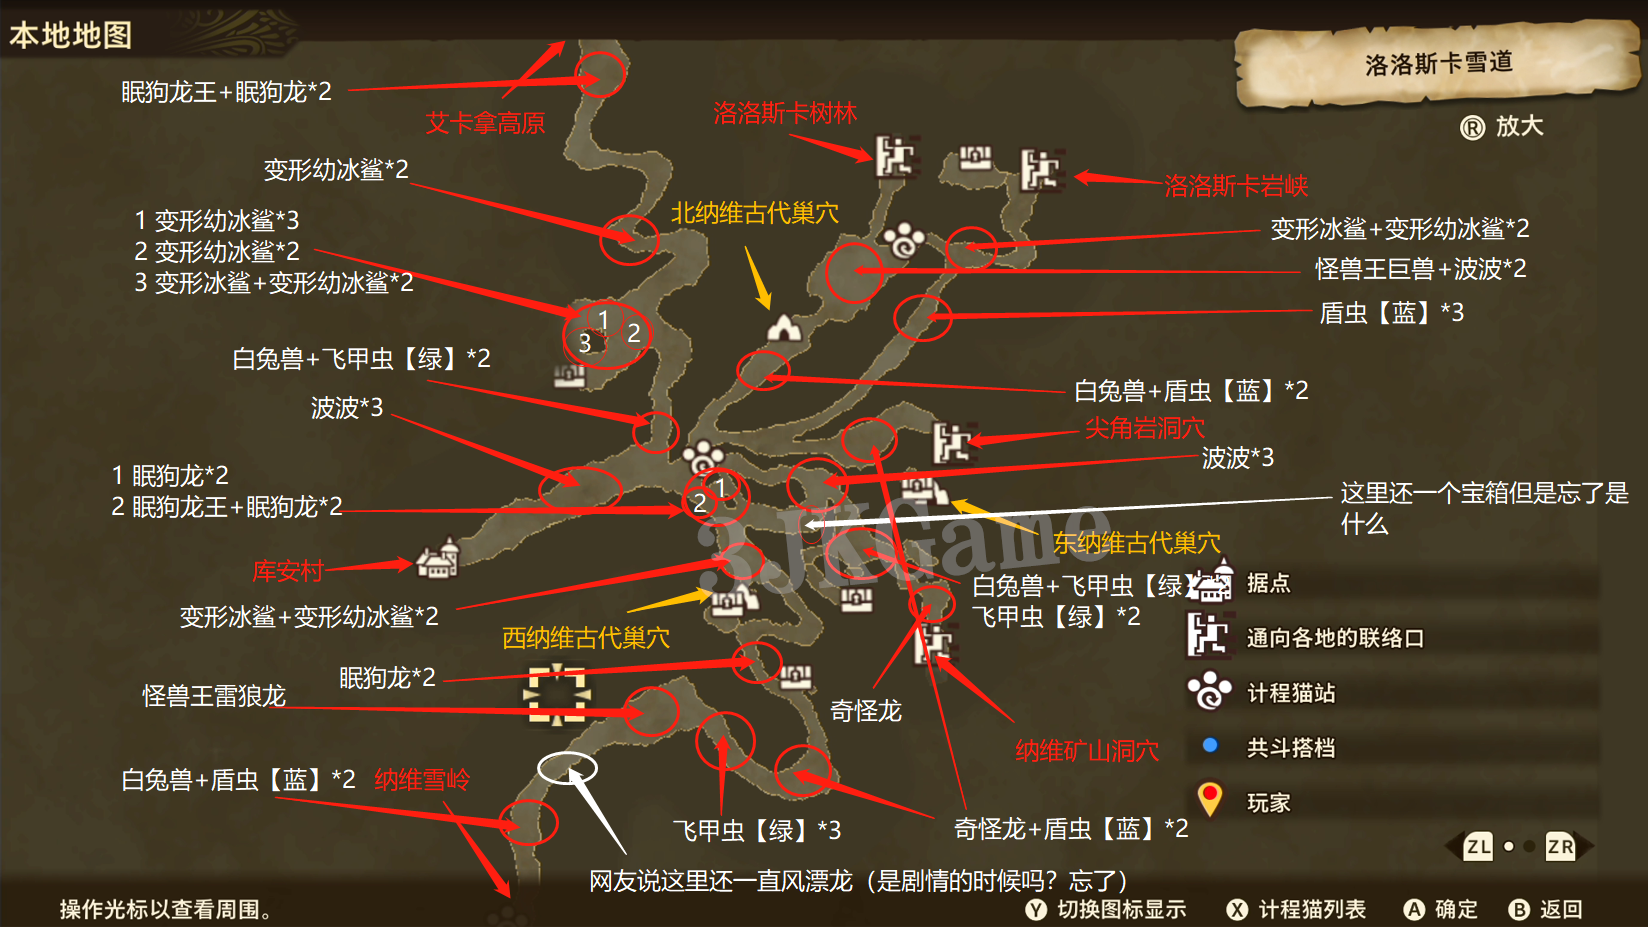 本地地图
洛洛斯卡雪道
R 放大
眠狗龙王+眠狗龙*2
艾卡拿高原
洛洛斯卡树林
变形幼冰鲨*2
洛洛斯卡岩峡
北纳维古代巢穴
1 变形幼冰鲨*3
2 变形幼冰鲨*2
3 变形冰鲨+变形幼冰鲨*2
变形冰鲨+变形幼冰鲨*2
怪兽王巨兽+波波*2
盾虫【蓝】*3
1
2
3
白兔兽+飞甲虫【绿】*2
白兔兽+盾虫【蓝】*2
波波*3
尖角岩洞穴
波波*3
1 眠狗龙*2
2 眠狗龙王+眠狗龙*2
1
2
这里还一个宝箱但是忘了是
什么
3JKGame
东纳维古代巢穴
库安村
白兔兽+飞甲虫【绿】*2
飞甲虫【绿】*2
据点
变形冰鲨+变形幼冰鲨*2
西纳维古代巢穴
通向各地的联络口
眠狗龙*2
怪兽王雷狼龙
计程猫站
奇怪龙
纳维矿山洞穴
共斗搭档
白兔兽+盾虫【蓝】*2
纳维雪岭
玩家
飞甲虫【绿】*3
奇怪龙+盾虫【蓝】*2
ZL
ZR
网友说这里还一直风漂龙（是剧情的时候吗？忘了）
操作光标以查看周围。
Y 切换图标显示
X 计程猫列表
A 确定
B 返回